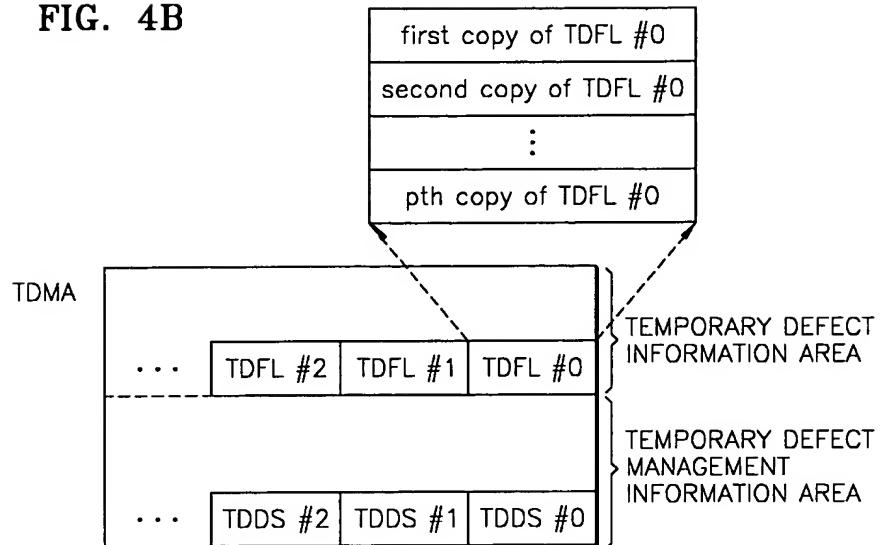 FIG. 4B
first copy of TDFL #0
second copy of TDFL #0
⋮
pth copy of TDFL #0
TDMA
TEMPORARY DEFECT
INFORMATION AREA
... TDFL #2 TDFL #1 TDFL #0
TEMPORARY DEFECT
MANAGEMENT
INFORMATION AREA
... TDDS #2 TDDS #1 TDDS #0